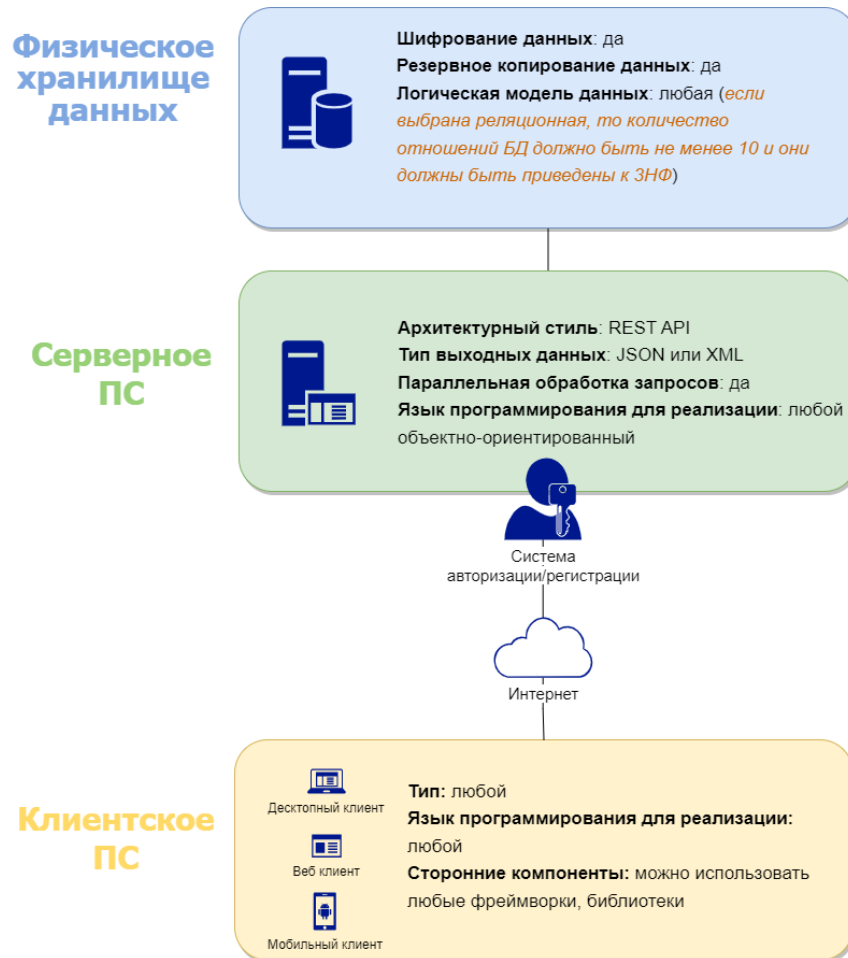 Физическое
хранилище
данных
Шифрование данных: да
Резервное копирование данных: да
Логическая модель данных: любая (если
выбрана реляционная, то количество
отношений БД должно быть не менее 10 и они
должны быть приведены к 3НФ)
Серверное
ПС
Архитектурный стиль: REST API
Тип выходных данных: JSON или XML
Параллельная обработка запросов: да
Язык программирования для реализации: любой
объектно-ориентированный
Система
авторизации/регистрации
Интернет
Клиентское
ПС
Десктопный клиент
Веб клиент
Мобильный клиент
Тип: любой
Язык программирования для реализации:
любой
Сторонние компоненты: можно использовать
любые фреймворки, библиотеки